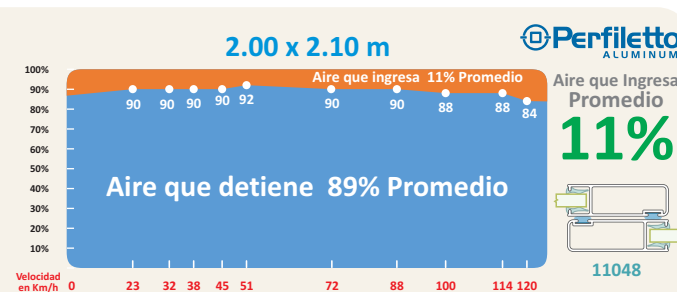 2.00 x 2.10 m
Perfiletto
ALUMINUM
100%
90%
80%
70%
60%
50%
40%
30%
20%
10%
Aire que ingresa 11% Promedio
90 90 90 90 92 90 90 88 88 84
Aire que detiene 89% Promedio
Velocidad
en Km/h 0 23 32 38 45 51 72 88 100 114 120
Aire que Ingresa
Promedio
11%
11048